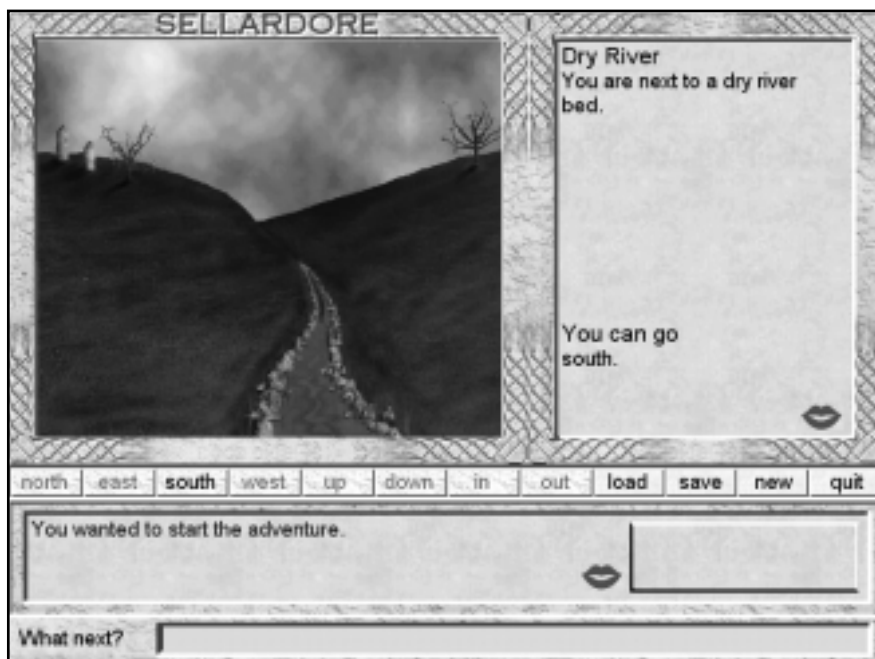 SELLARDORE
Dry River
You are next to a dry river
bed.
You can go
south.
north east south west up down in out load save new quit
You wanted to start the adventure.
What next?